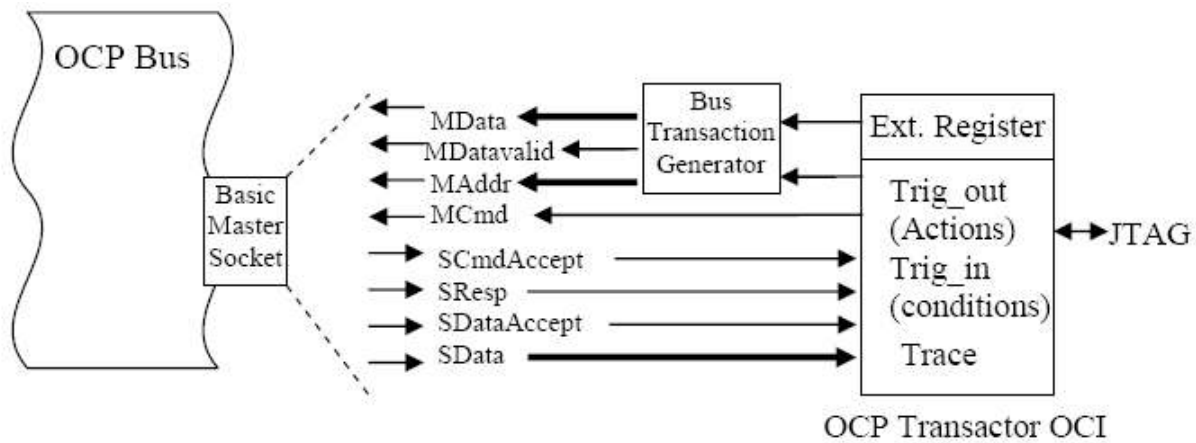 OCP Bus
Basic
Master
Socket
MData
MDatavalid
MAddr
MCmd
SCmdAccept
SResp
SDataAccept
SData
Bus
Transaction
Generator
Ext. Register
Trig_out
(Actions)
Trig_in
(conditions)
Trace
JTAG
OCP Transactor OCI